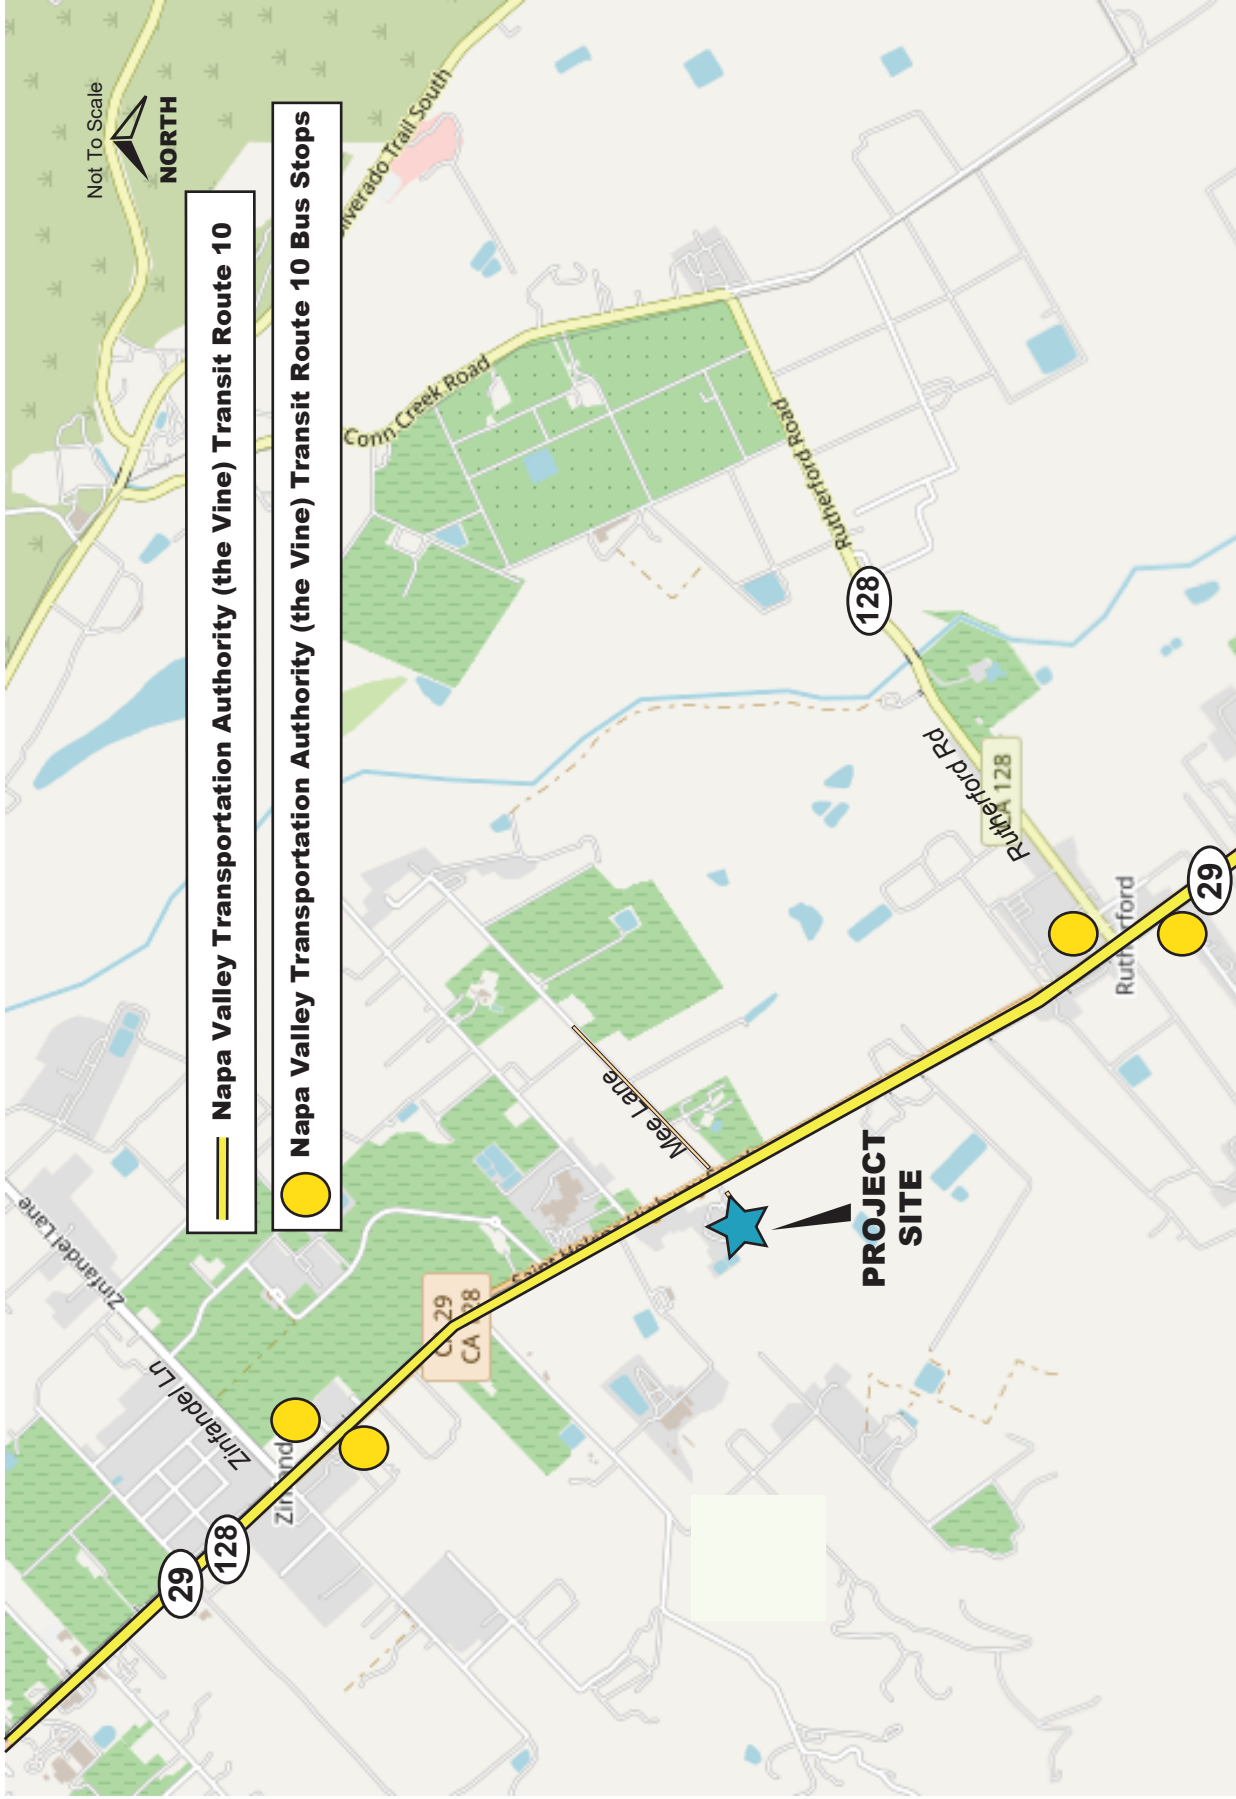 Not To Scale
NORTH
Napa Valley Transportation Authority (the Vine) Transit Route 10
Napa Valley Transportation Authority (the Vine) Transit Route 10 Bus Stops
Silverado Trail South
Conn Creek Road
Rutherford Road
128
Rutherford Rd
CA 128
Rutherford
29
Mee Lane
PROJECT
SITE
Zinfandel Lane
Zinfandel Ln
CA 29
CA 128
29
128